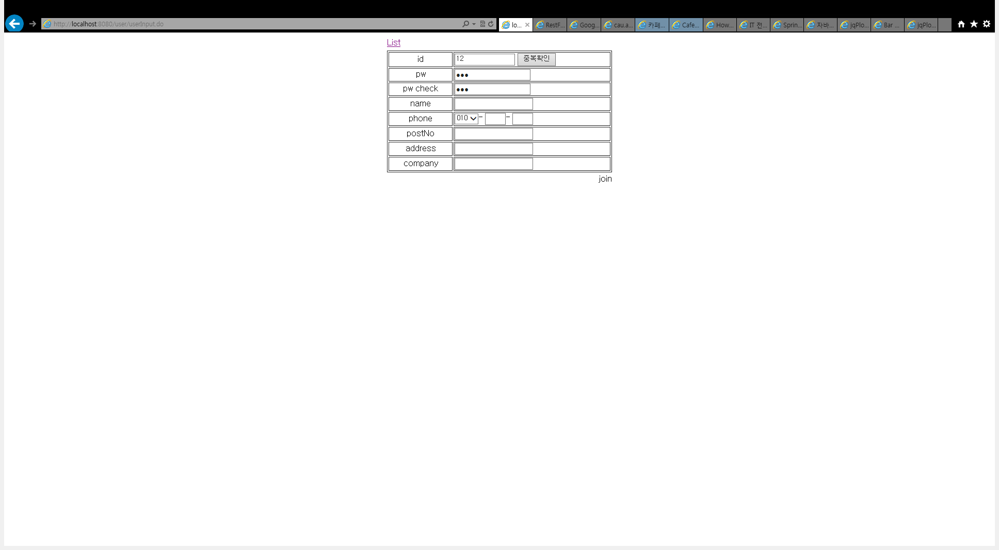 http://localhost:8080/user/userInput.do lo... RestF... Goog... cau.a... 카페... Cafe... How... IT 전... Sprin... 자바... jqPlo... Bar ... jqPlo...
List
id 12 중복확인
pw •••
pw check •••
name
phone 010 - -
postNo
address
company
join